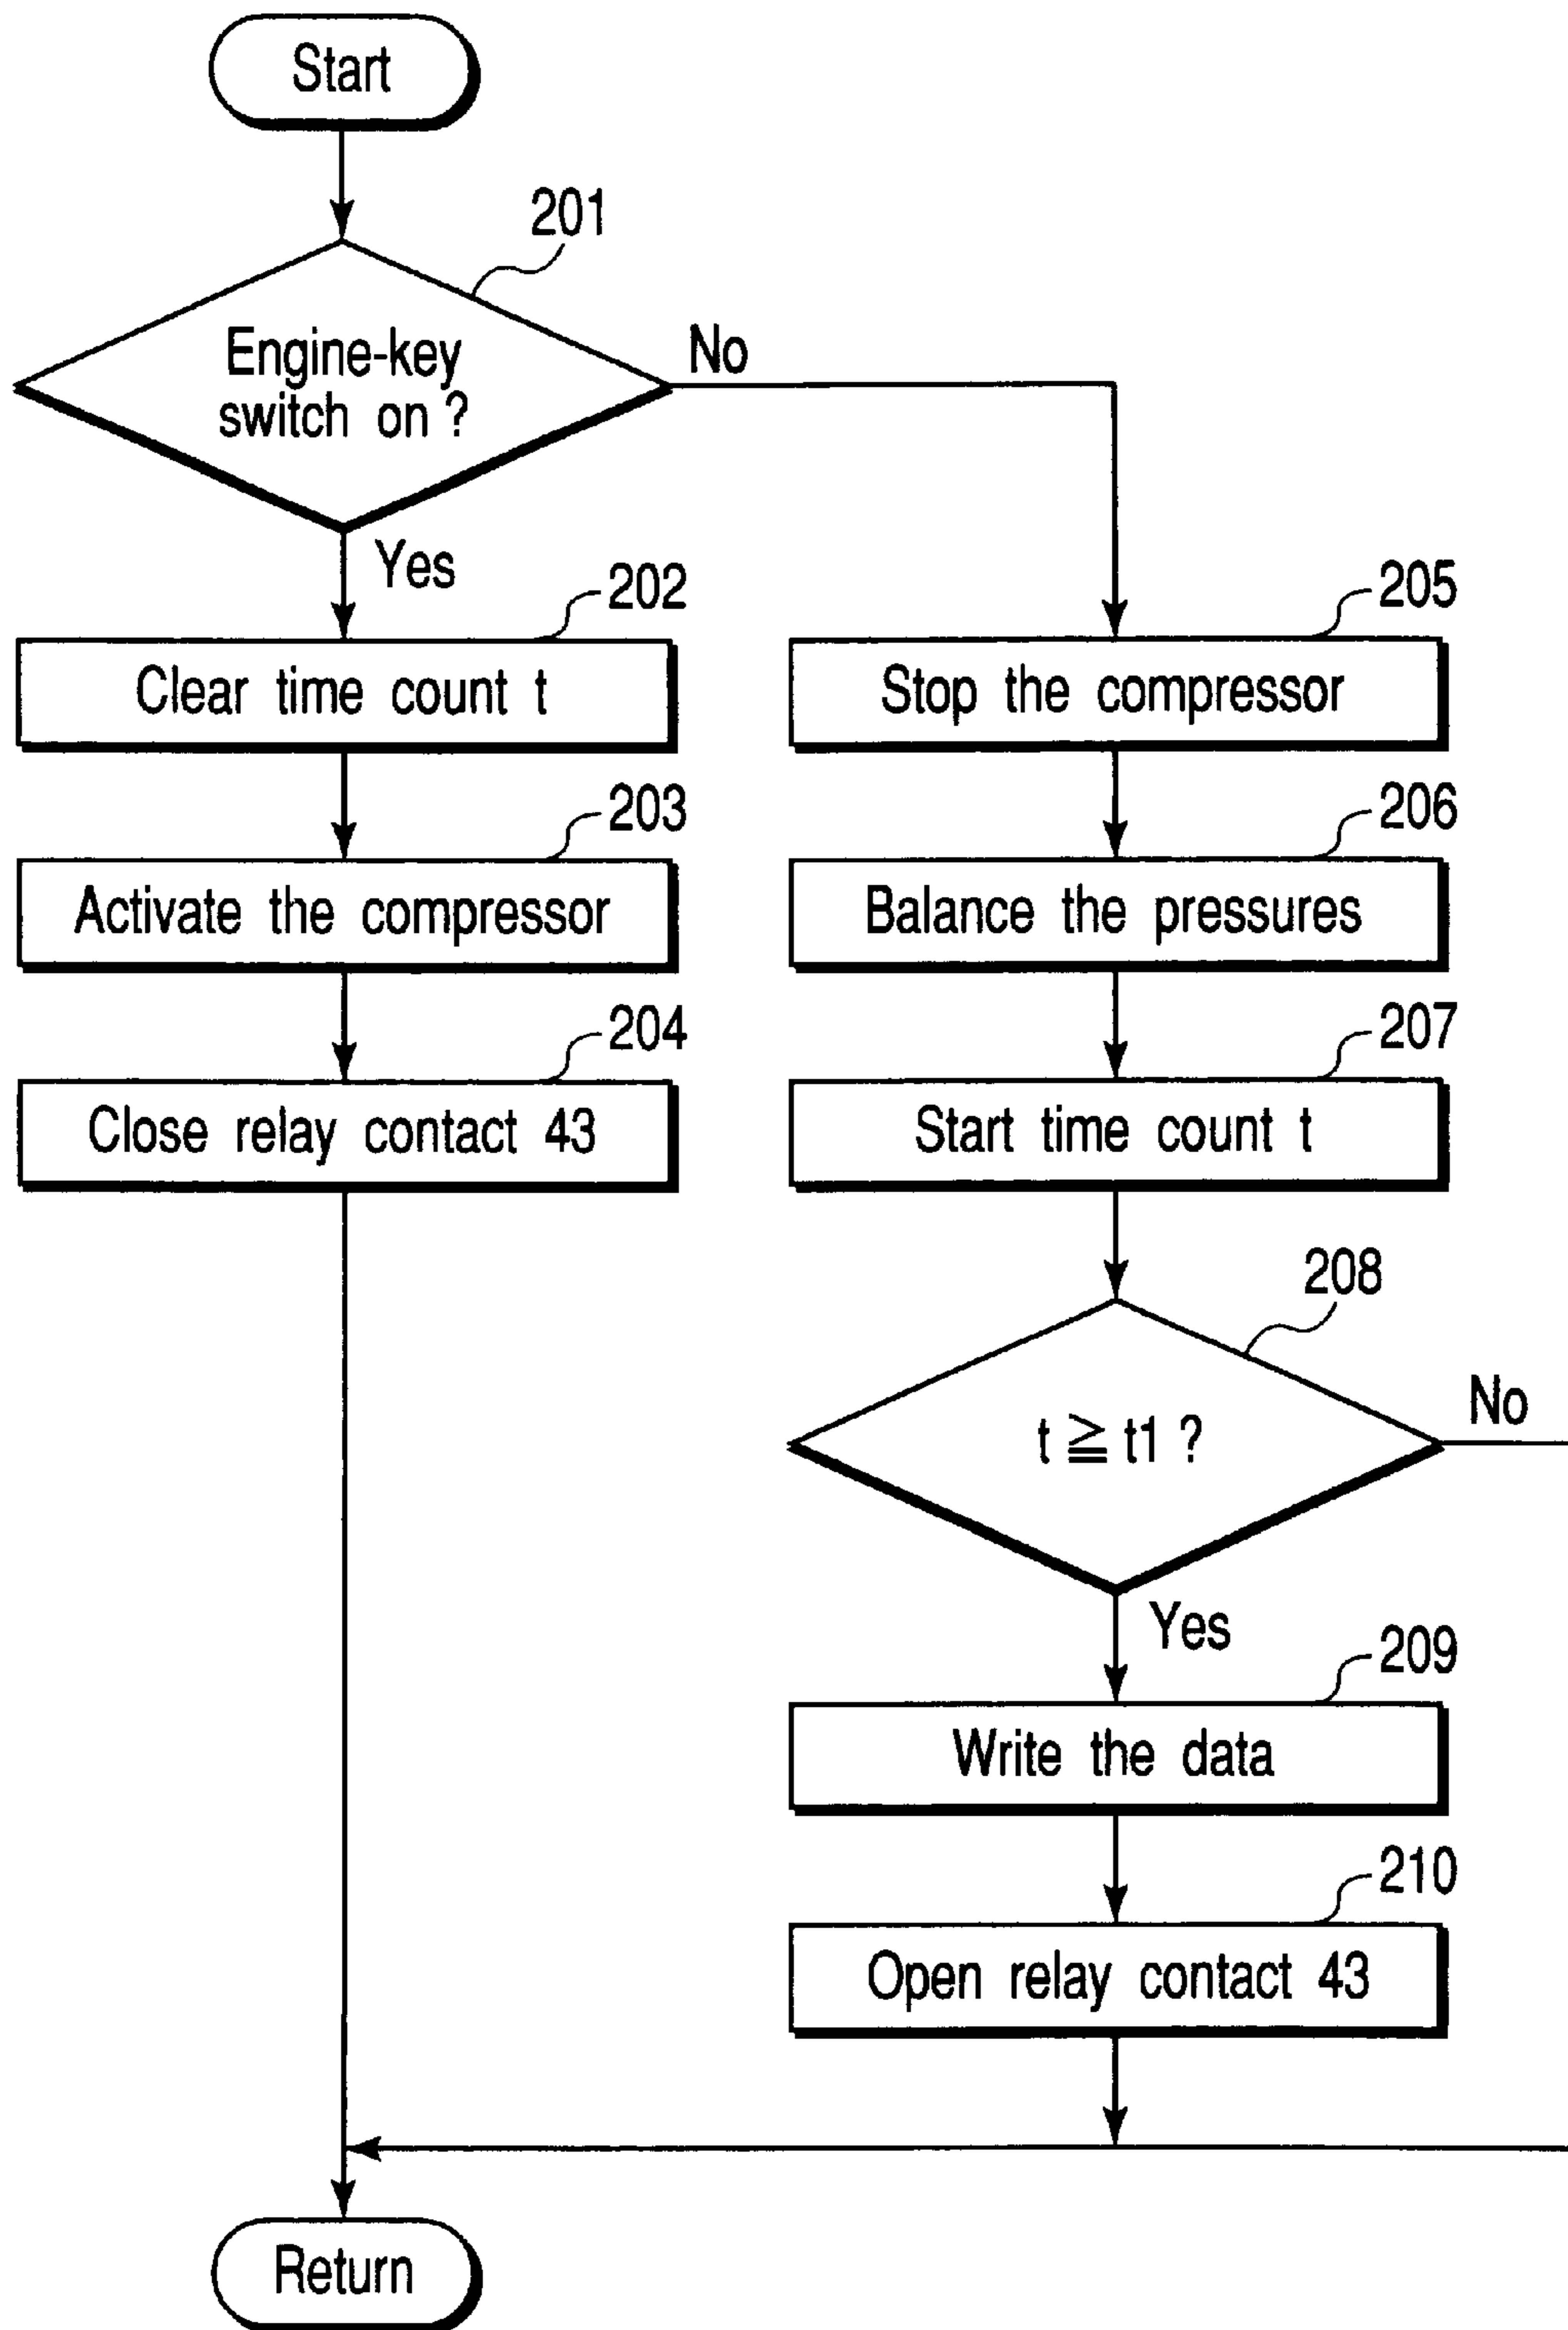 Start
201
Engine-key
switch on ?
No
Yes
202
Clear time count t
203
Activate the compressor
204
Close relay contact 43
205
Stop the compressor
206
Balance the pressures
207
Start time count t
208
t ≧ t1 ?
No
Yes
209
Write the data
210
Open relay contact 43
Return